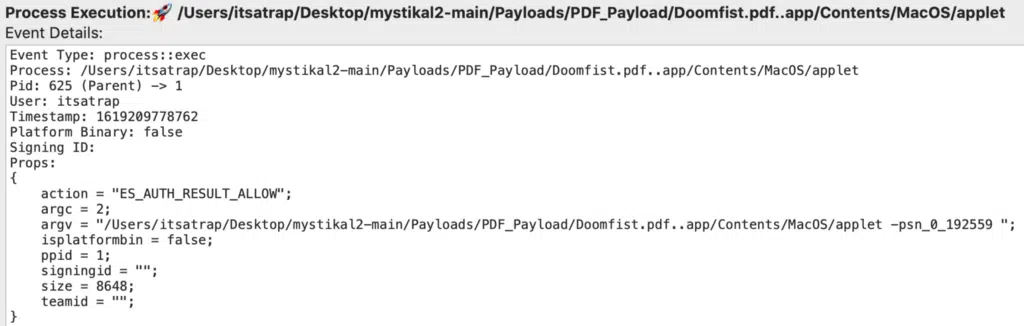 Process Execution:🚀 /Users/itsatrap/Desktop/mystikal2-main/Payloads/PDF_Payload/Doomfist.pdf..app/Contents/MacOS/applet
Event Details:
Event Type: process::exec
Process: /Users/itsatrap/Desktop/mystikal2-main/Payloads/PDF_Payload/Doomfist.pdf..app/Contents/MacOS/applet
Pid: 625 (Parent) -> 1
User: itsatrap
Timestamp: 1619209778762
Platform Binary: false
Signing ID:
Props:
{
    action = "ES_AUTH_RESULT_ALLOW";
    argc = 2;
    argv = "/Users/itsatrap/Desktop/mystikal2-main/Payloads/PDF_Payload/Doomfist.pdf..app/Contents/MacOS/applet -psn_0_192559 ";
    isplatformbin = false;
    ppid = 1;
    signingid = "";
    size = 8648;
    teamid = "";
}